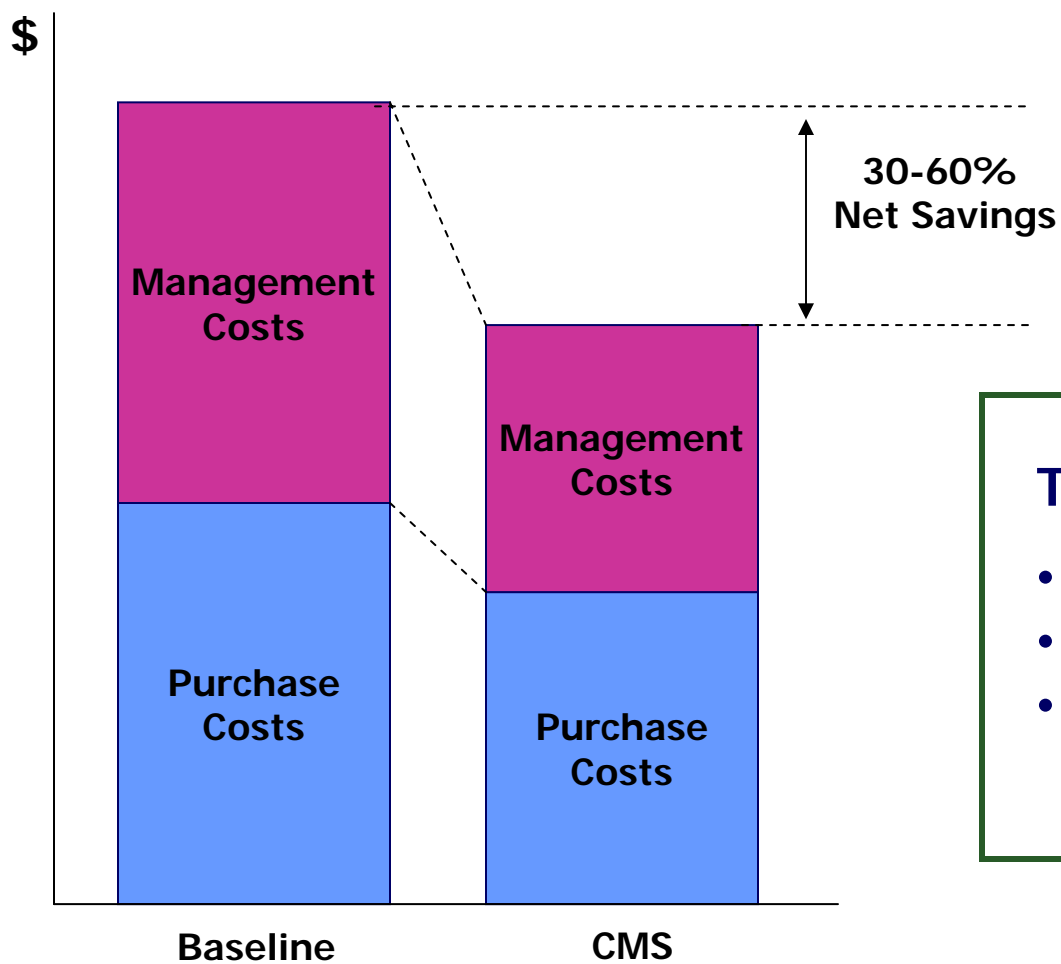 $
30-60%
Net Savings
Management
Costs
Management
Costs
T
•
•
•
Purchase
Costs
Purchase
Costs
Baseline
CMS